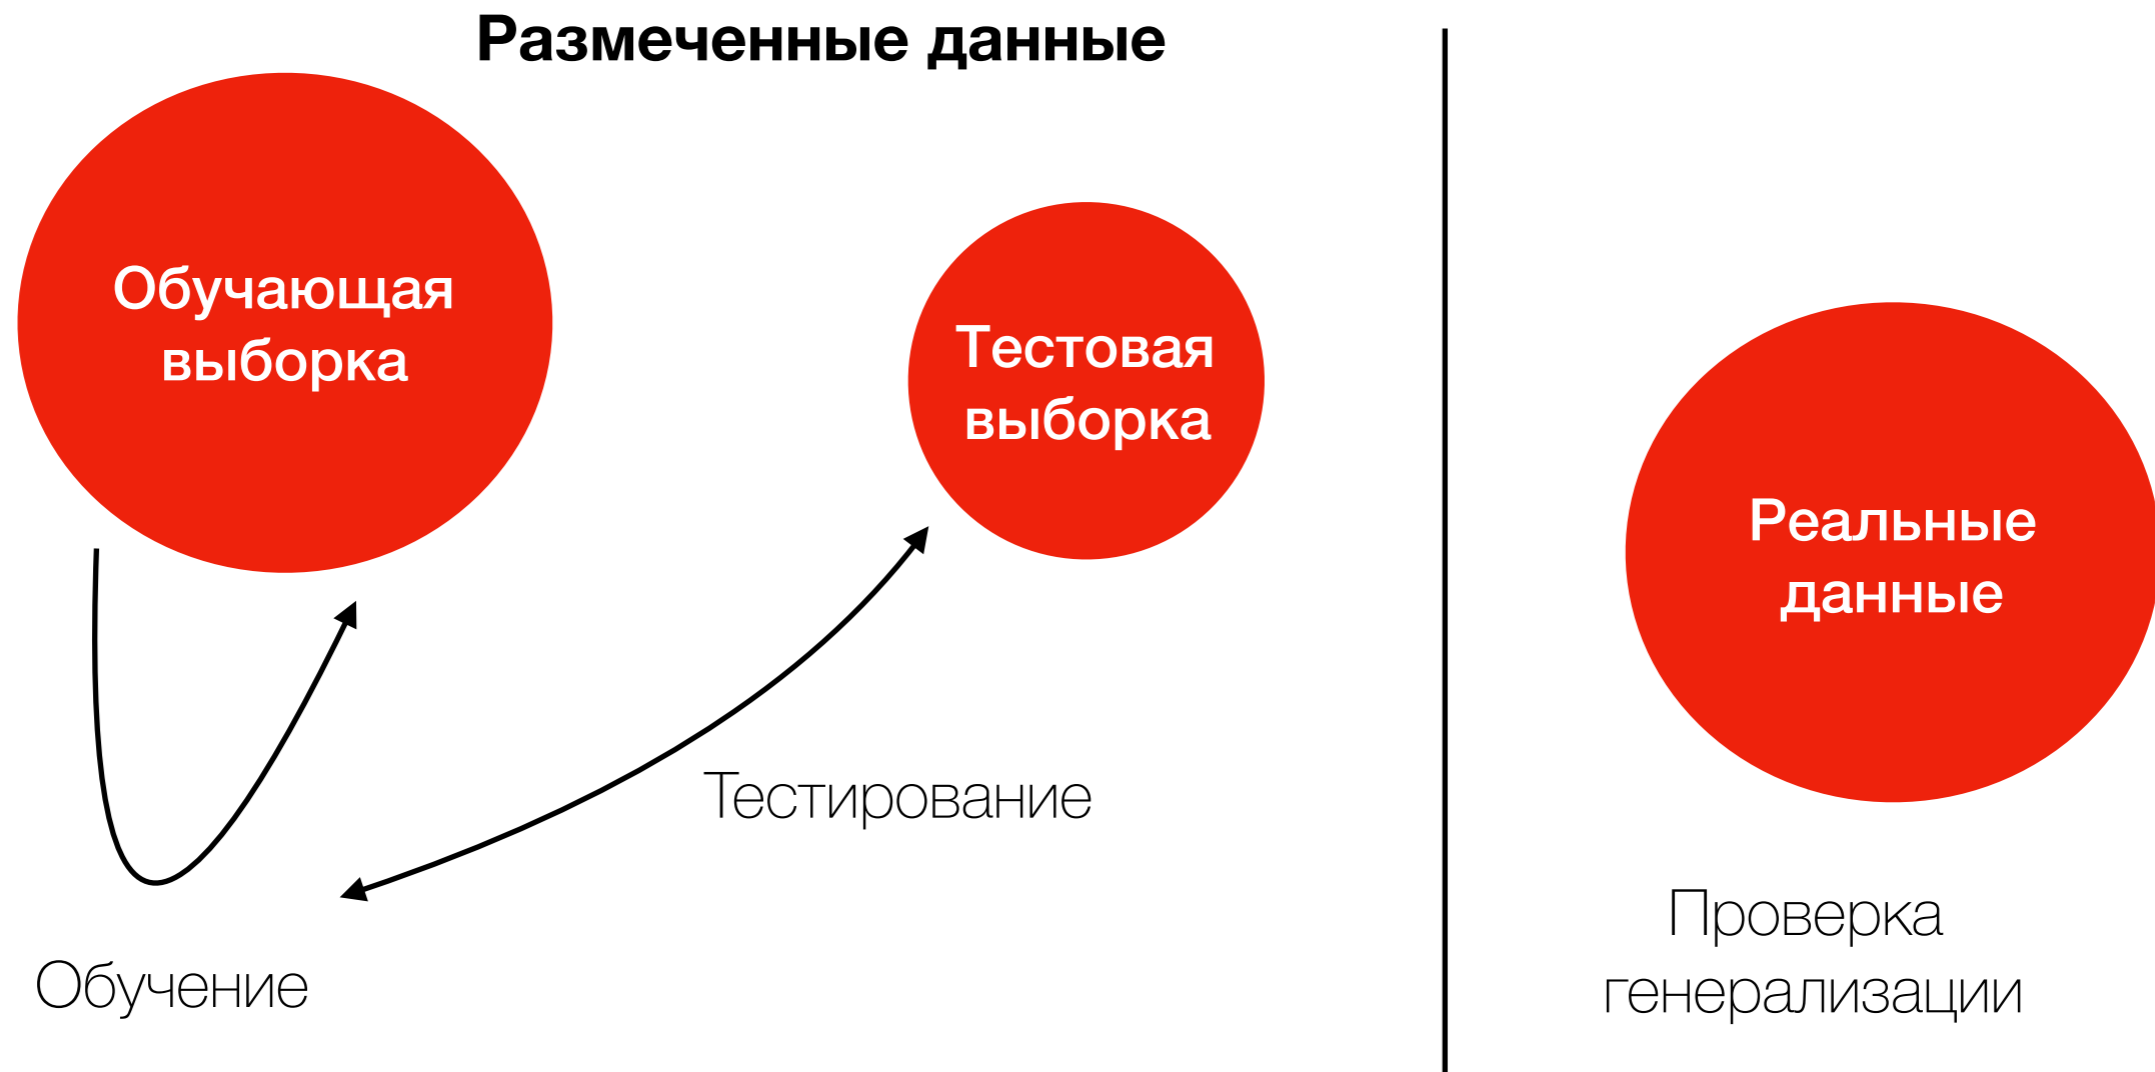 Размеченные данные
Обучающая
выборка
Тестовая
выборка
Реальные
данные
Тестирование
Обучение
Проверка
генерализации